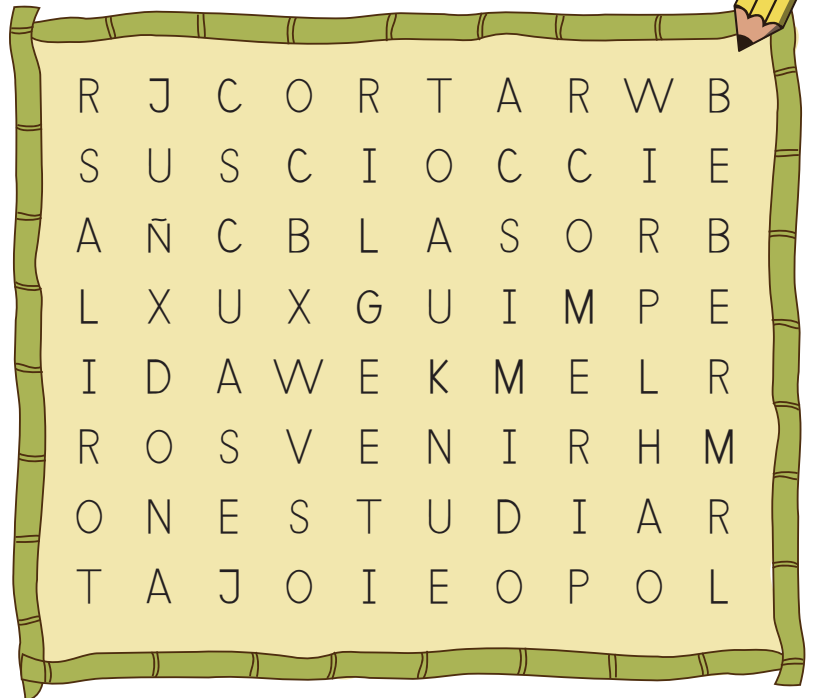 R J C O R T A R W B
S U S C I O C C I E
A Ñ C B L A S O R B
L X U X G U I M P E
I D A W E K M E L R
R O S V E N I R H M
O N E S T U D I A R
T A J O I E O P O L